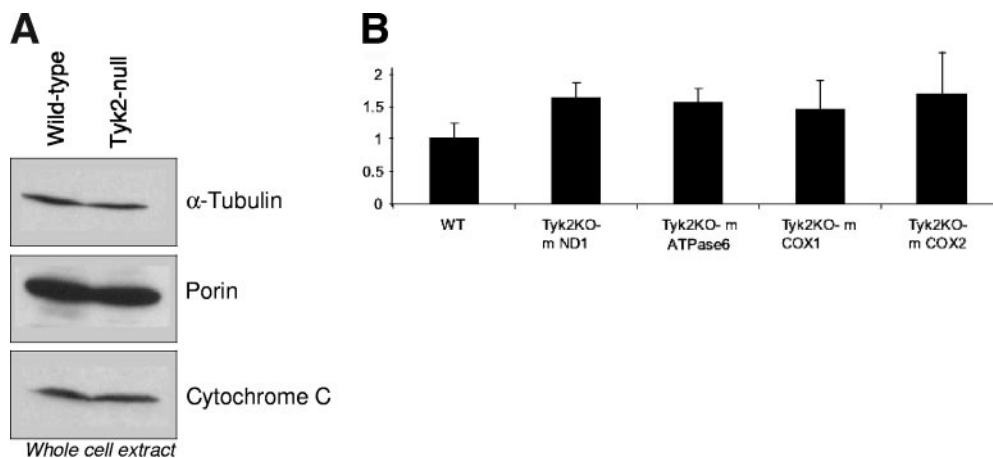 A
Wild-type
Tyk2-null
α-Tubulin
Porin
Cytochrome C
Whole cell extract
B
2
1.5
1
0.5
0
WT
Tyk2KO-
m ND1
Tyk2KO- m
ATPase6
Tyk2KO- m
COX1
Tyk2KO-
m COX2